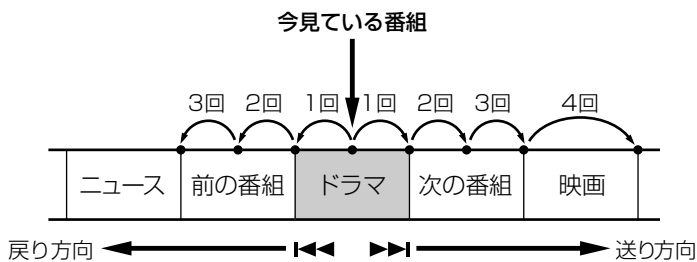 今見ている番組
3回 2回 1回 1回 2回 3回 4回
ニュース 前の番組 ドラマ 次の番組 映画
戻り方向 送り方向